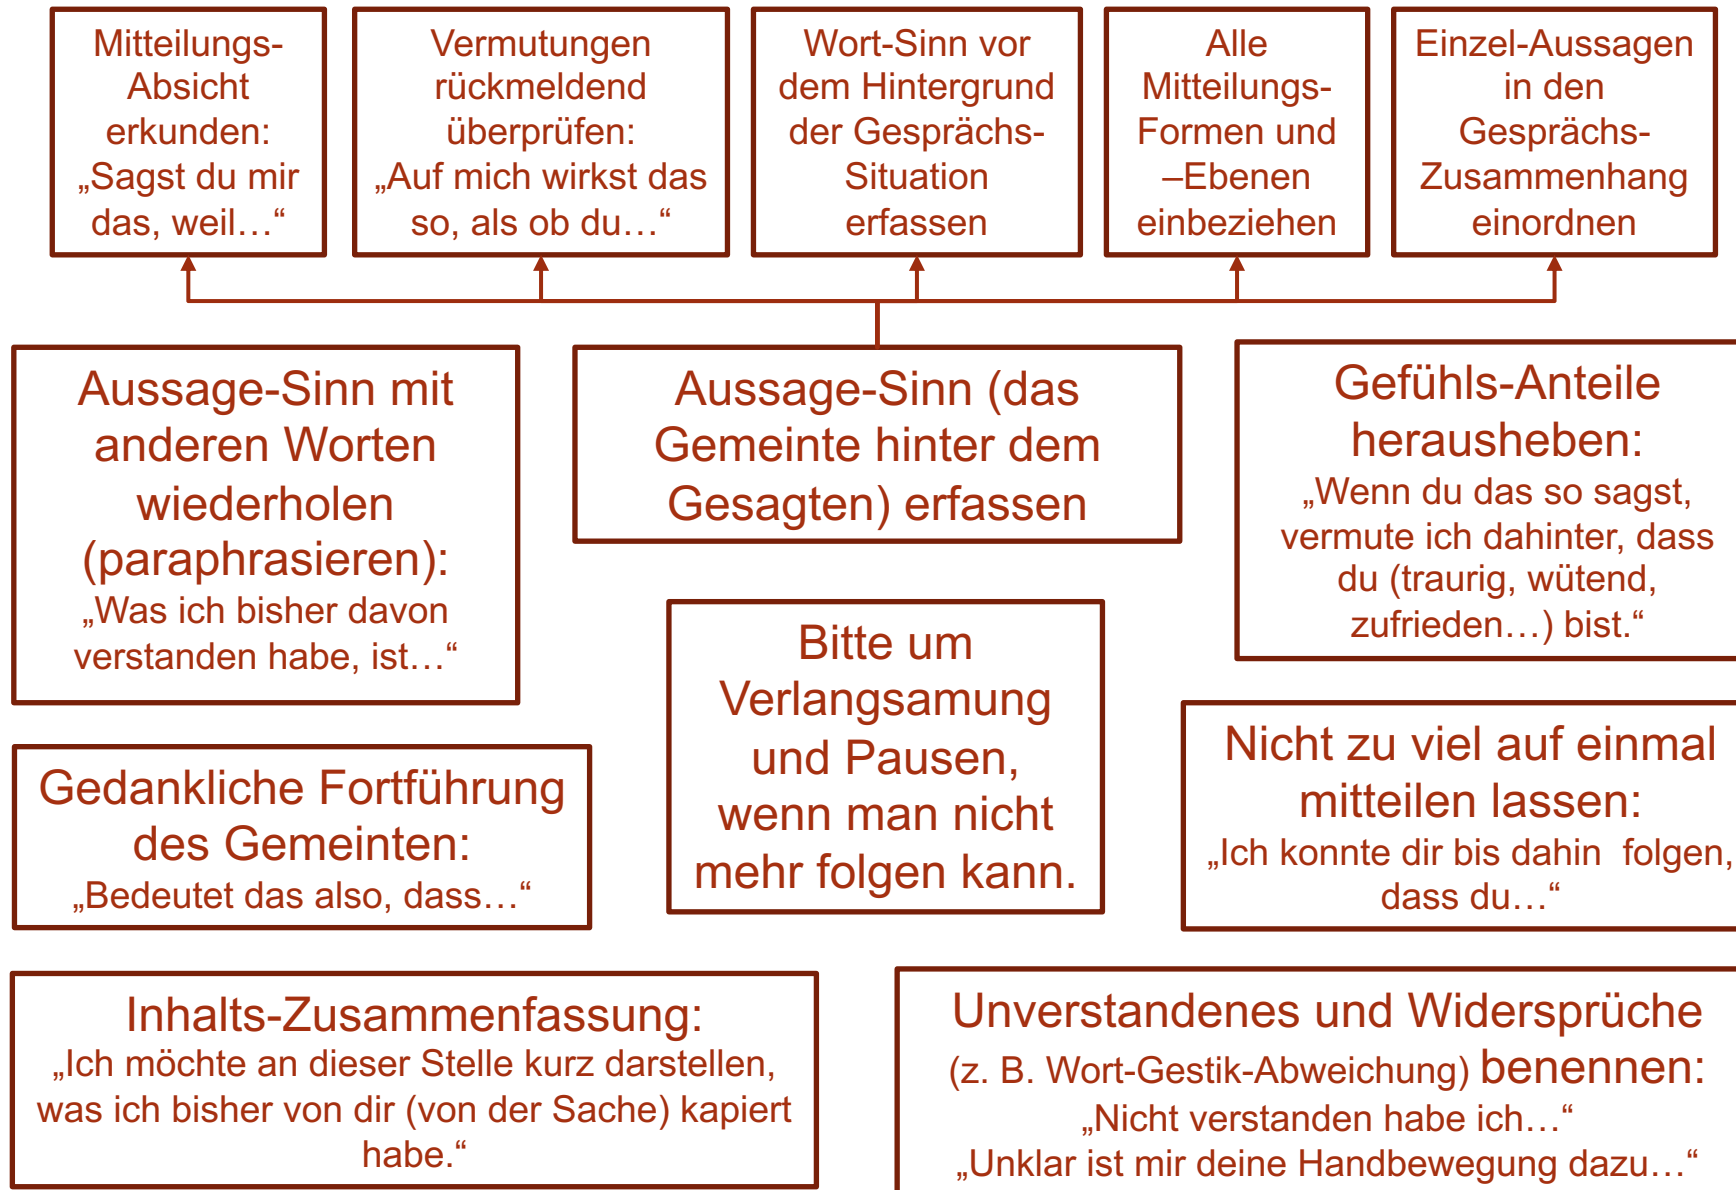 Mitteilungs-
Absicht
erkunden:
„Sagst du mir
das, weil…“
Vermutungen
rückmeldend
überprüfen:
„Auf mich wirkst das
so, als ob du…“
Wort-Sinn vor
dem Hintergrund
der Gesprächs-
Situation
erfassen
Alle
Mitteilungs-
Formen und
–Ebenen
einbeziehen
Einzel-Aussagen
in den
Gesprächs-
Zusammenhang
einordnen
Aussage-Sinn mit
anderen Worten
wiederholen
(paraphrasieren):
„Was ich bisher davon
verstanden habe, ist…“
Aussage-Sinn (das
Gemeinte hinter dem
Gesagten) erfassen
Gefühls-Anteile
herausheben:
„Wenn du das so sagst,
vermute ich dahinter, dass
du (traurig, wütend,
zufrieden…) bist.“
Bitte um
Verlangsamung
und Pausen,
wenn man nicht
mehr folgen kann.
Gedankliche Fortführung
des Gemeinten:
„Bedeutet das also, dass…“
Nicht zu viel auf einmal
mitteilen lassen:
„Ich konnte dir bis dahin  folgen,
dass du…“
Inhalts-Zusammenfassung:
„Ich möchte an dieser Stelle kurz darstellen,
was ich bisher von dir (von der Sache) kapiert
habe.“
Unverstandenes und Widersprüche
(z. B. Wort-Gestik-Abweichung) benennen:
„Nicht verstanden habe ich…“
„Unklar ist mir deine Handbewegung dazu…“